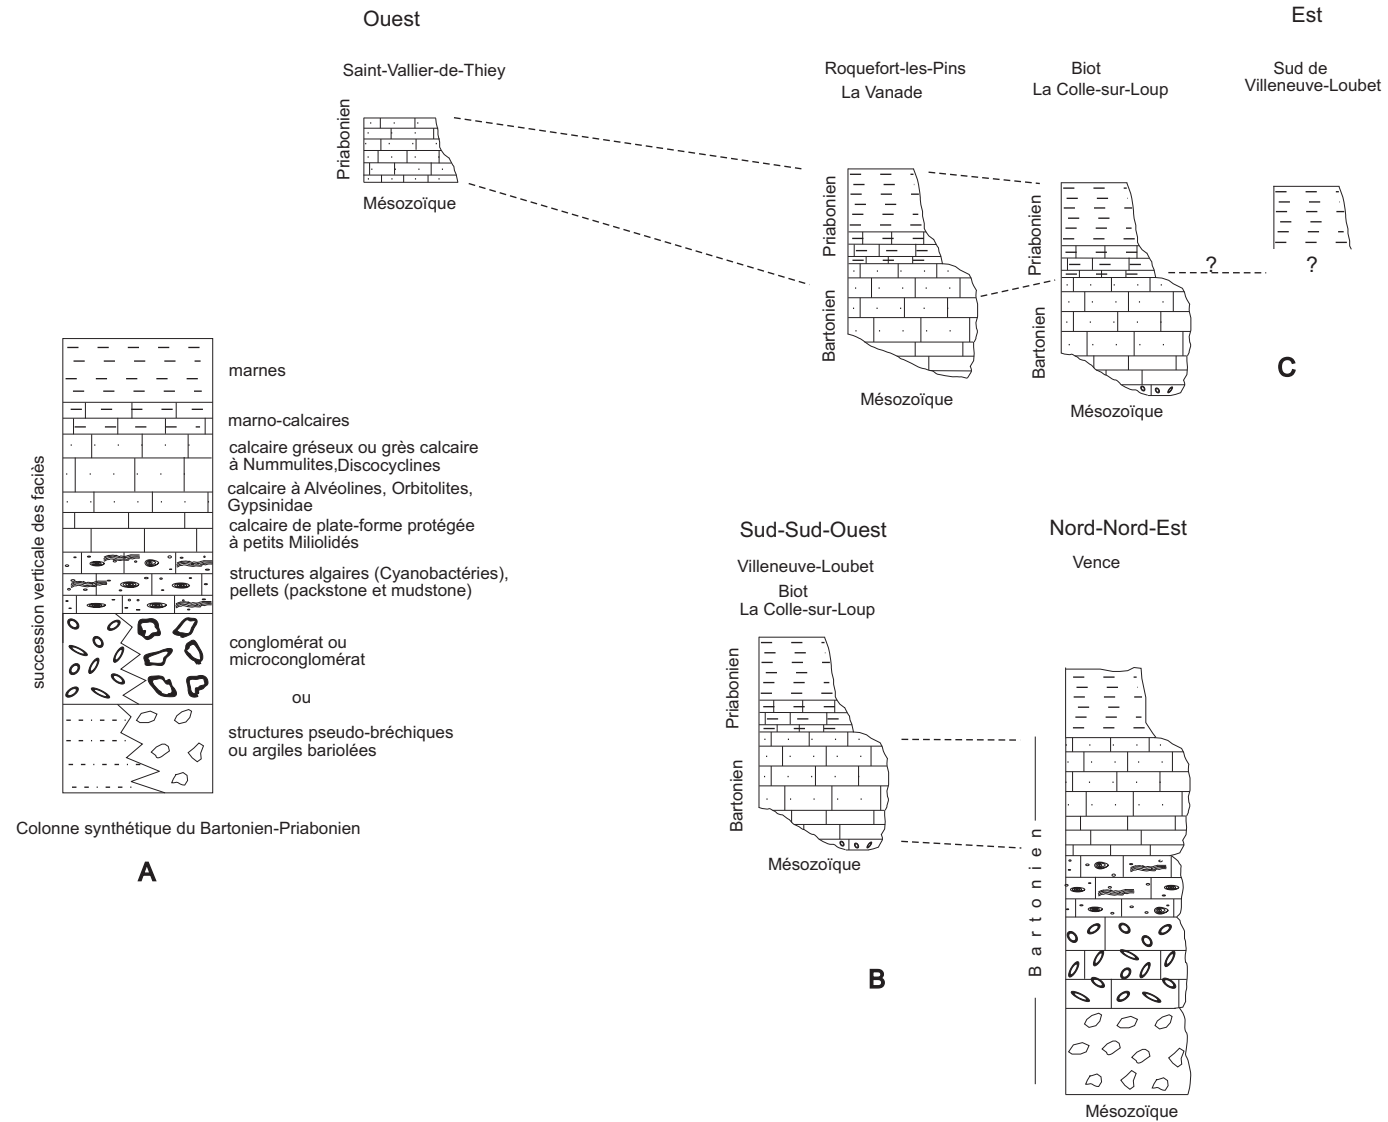 Ouest
Est
Saint-Vallier-de-Thiey
Roquefort-les-Pins
La Vanade
Biot
La Colle-sur-Loup
Sud de
Villeneuve-Loubet
Priabonien
Mésozoïque
Priabonien
Bartonien
Mésozoïque
Priabonien
Bartonien
Mésozoïque
?
?
C
succession verticale des faciès
marnes
marno-calcaires
calcaire gréseux ou grès calcaire
à Nummulites,Discocyclines
calcaire à Alvéolines, Orbitolites,
Gypsinidae
calcaire de plate-forme protégée
à petits Miliolidés
structures algaires (Cyanobactéries),
pellets (packstone et mudstone)
conglomérat ou
microconglomérat
ou
structures pseudo-bréchiques
ou argiles bariolées
Colonne synthétique du Bartonien-Priabonien
A
Sud-Sud-Ouest
Nord-Nord-Est
Villeneuve-Loubet
Biot
La Colle-sur-Loup
Vence
Priabonien
Bartonien
Mésozoïque
Bartonien
B
Mésozoïque